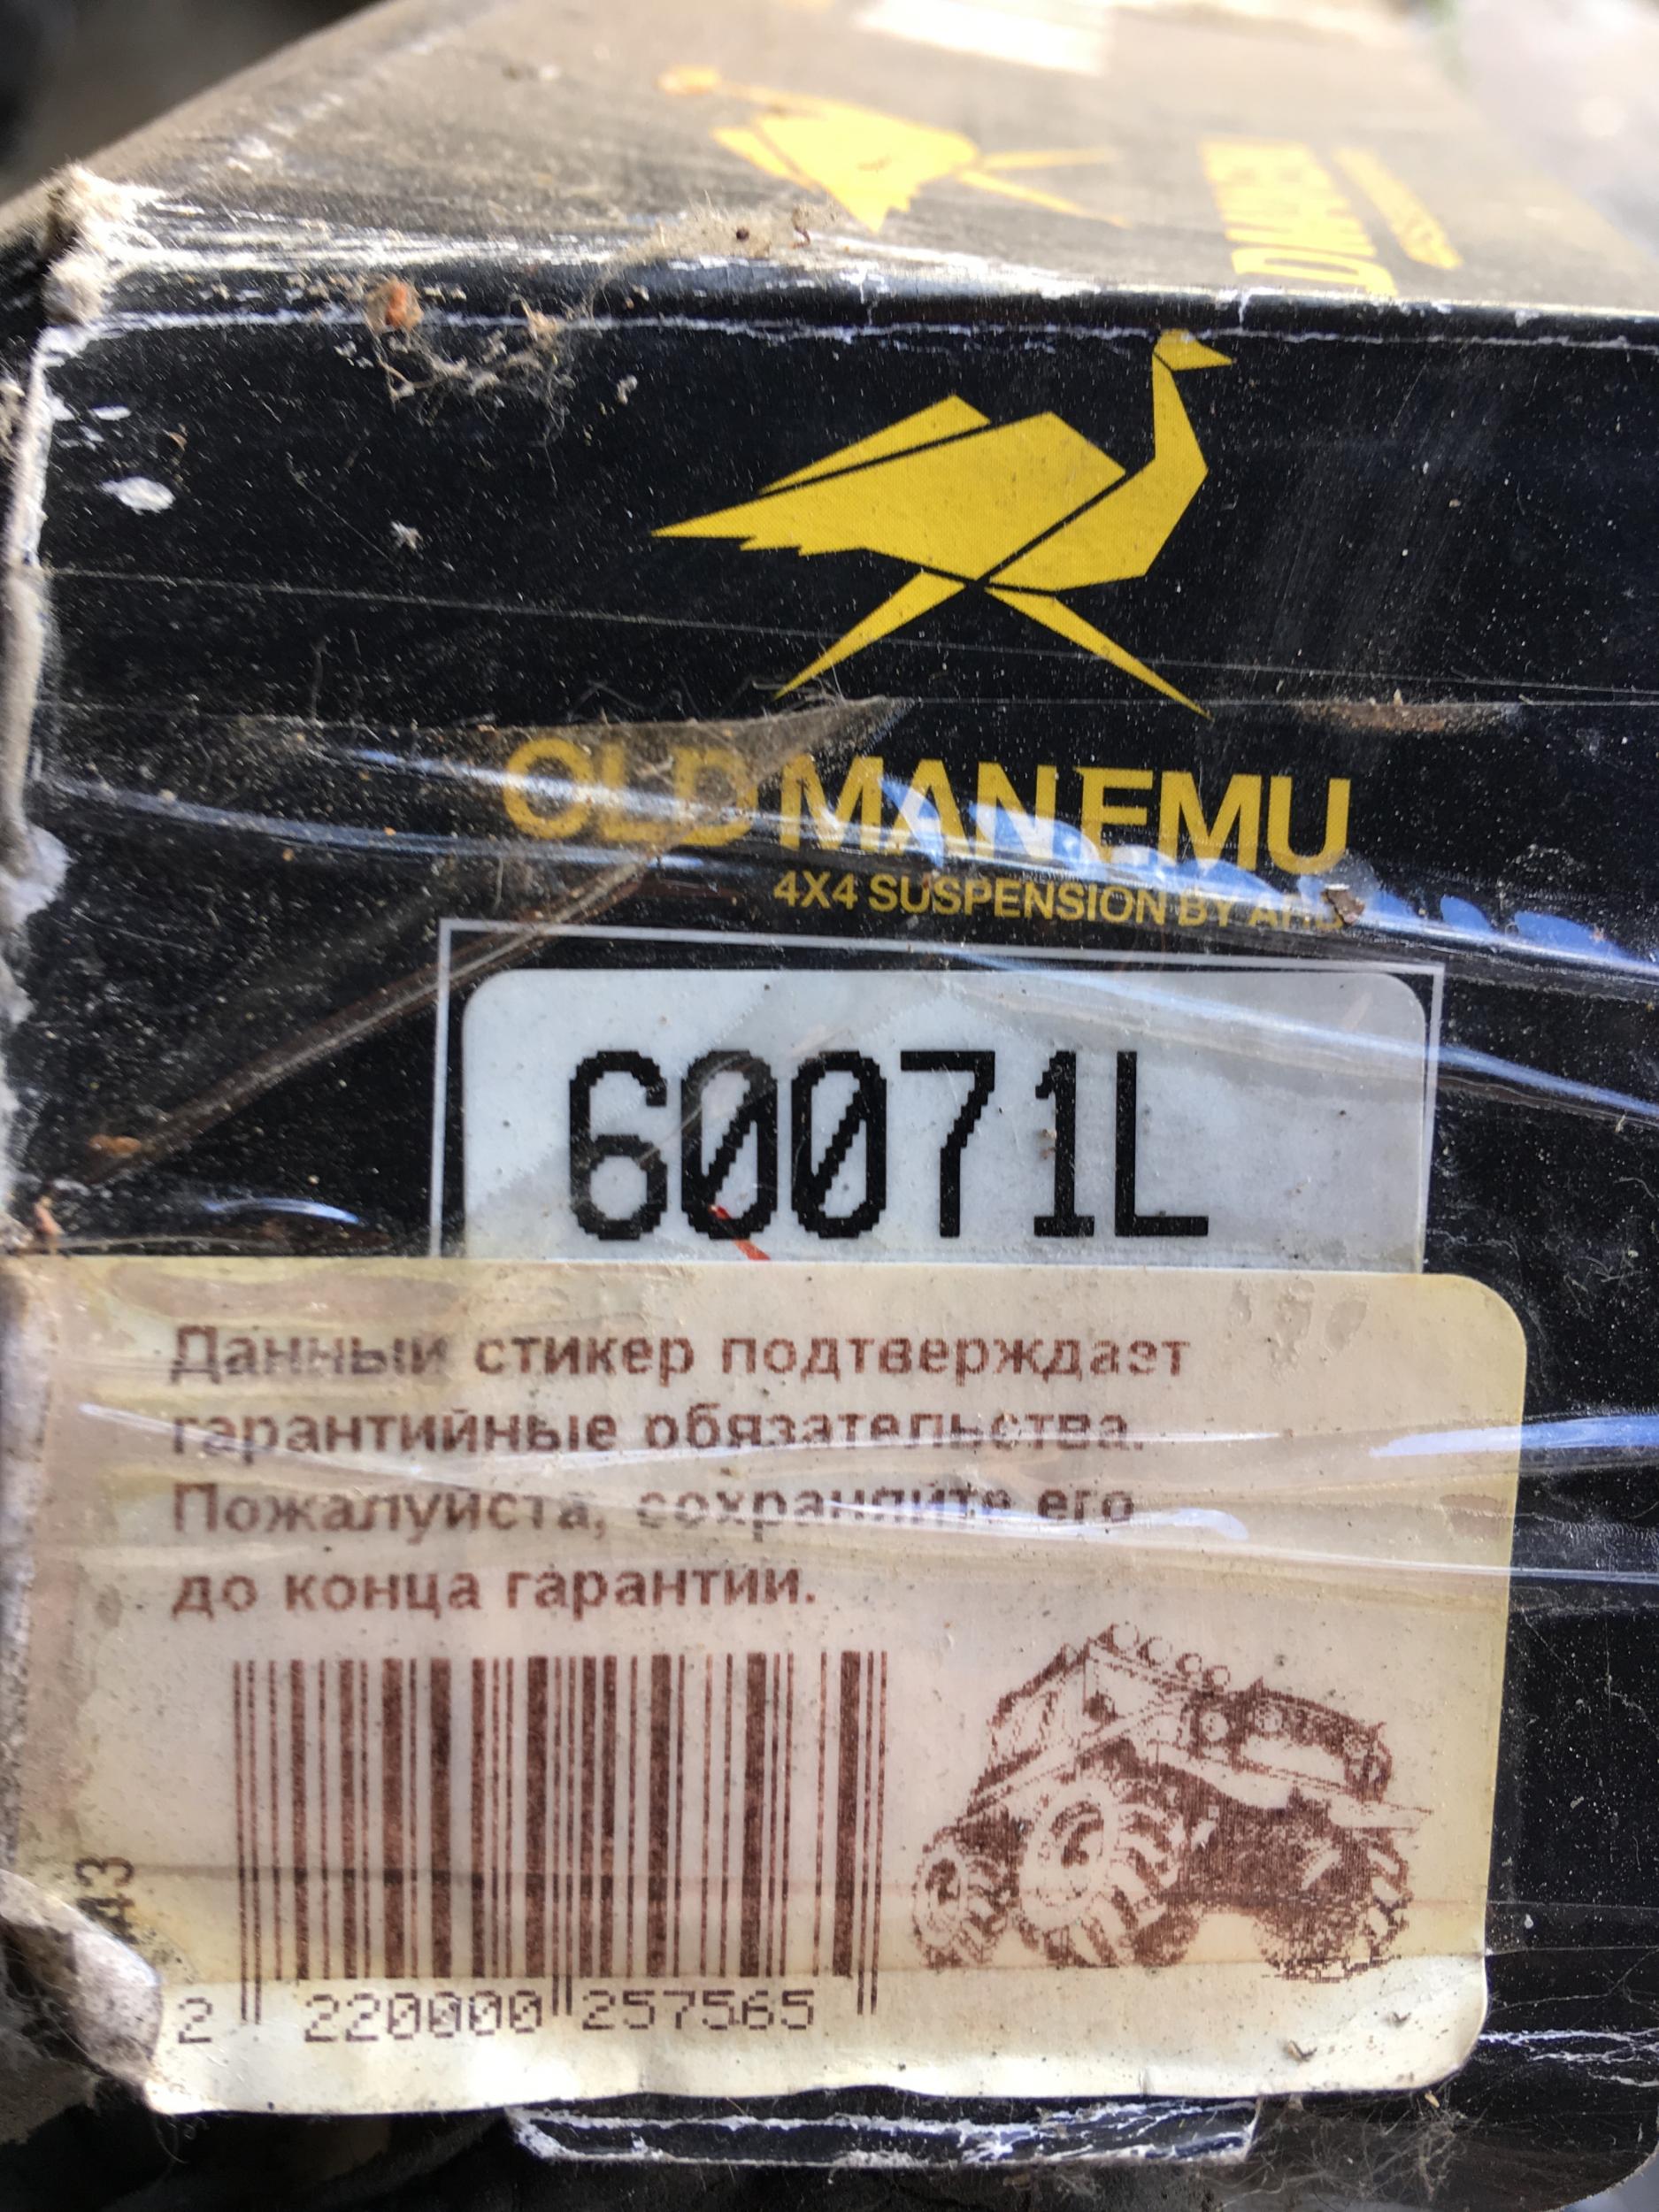 OLD MAN EMU
4X4 SUSPENSION BY ARB
60071L
Данный стикер подтверждает
гарантийные обязательства.
Пожалуйста, сохраните его
до конца гарантии.
2 220000 257565